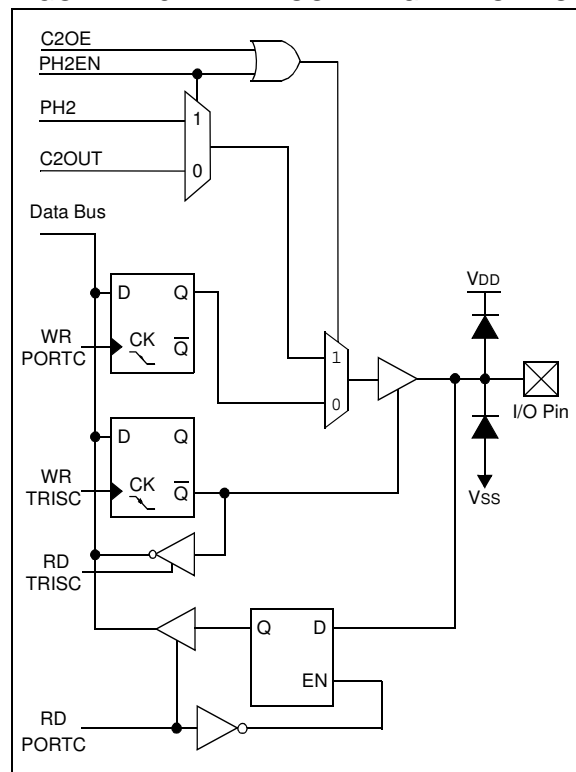 C2OE
PH2EN
PH2
1
C2OUT
0
Data Bus
VDD
D Q
WR
PORTC
CK Q
1
0
I/O Pin
D Q
WR
TRISC
CK Q
VSS
RD
TRISC
Q D
EN
RD
PORTC